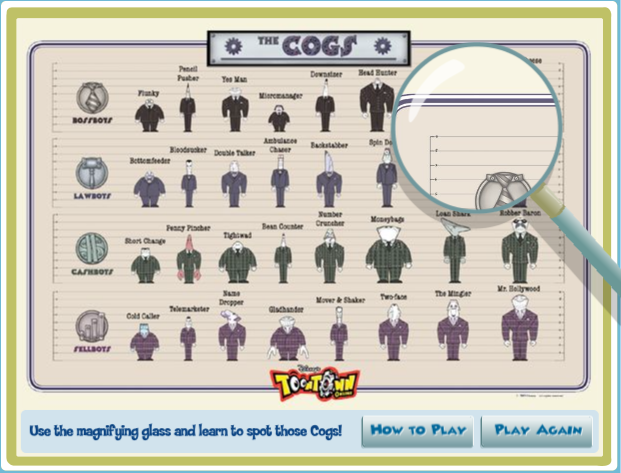 THE COGS
Pencil
Pusher
Flunky
Yes Man
Micromanager
Downsizer
Head Hunter
BOSSBOTS
Bottomfeeder
Bloodsucker
Double Talker
Ambulance
Chaser
Backstabber
Spin Do
LAWBOTS
Short Change
Penny Pincher
Tightwad
Bean Counter
Number
Cruncher
Moneybags
Loan Shark
Robber Baron
CASHBOTS
Cold Caller
Telemarketer
Name
Dropper
Gladhander
Mover & Shaker
Two-face
The Mingler
Mr. Hollywood
SELLBOTS
Disney's
TOONTOWN
ONLINE
Use the magnifying glass and learn to spot those Cogs!
HOW TO PLAY
PLAY AGAIN